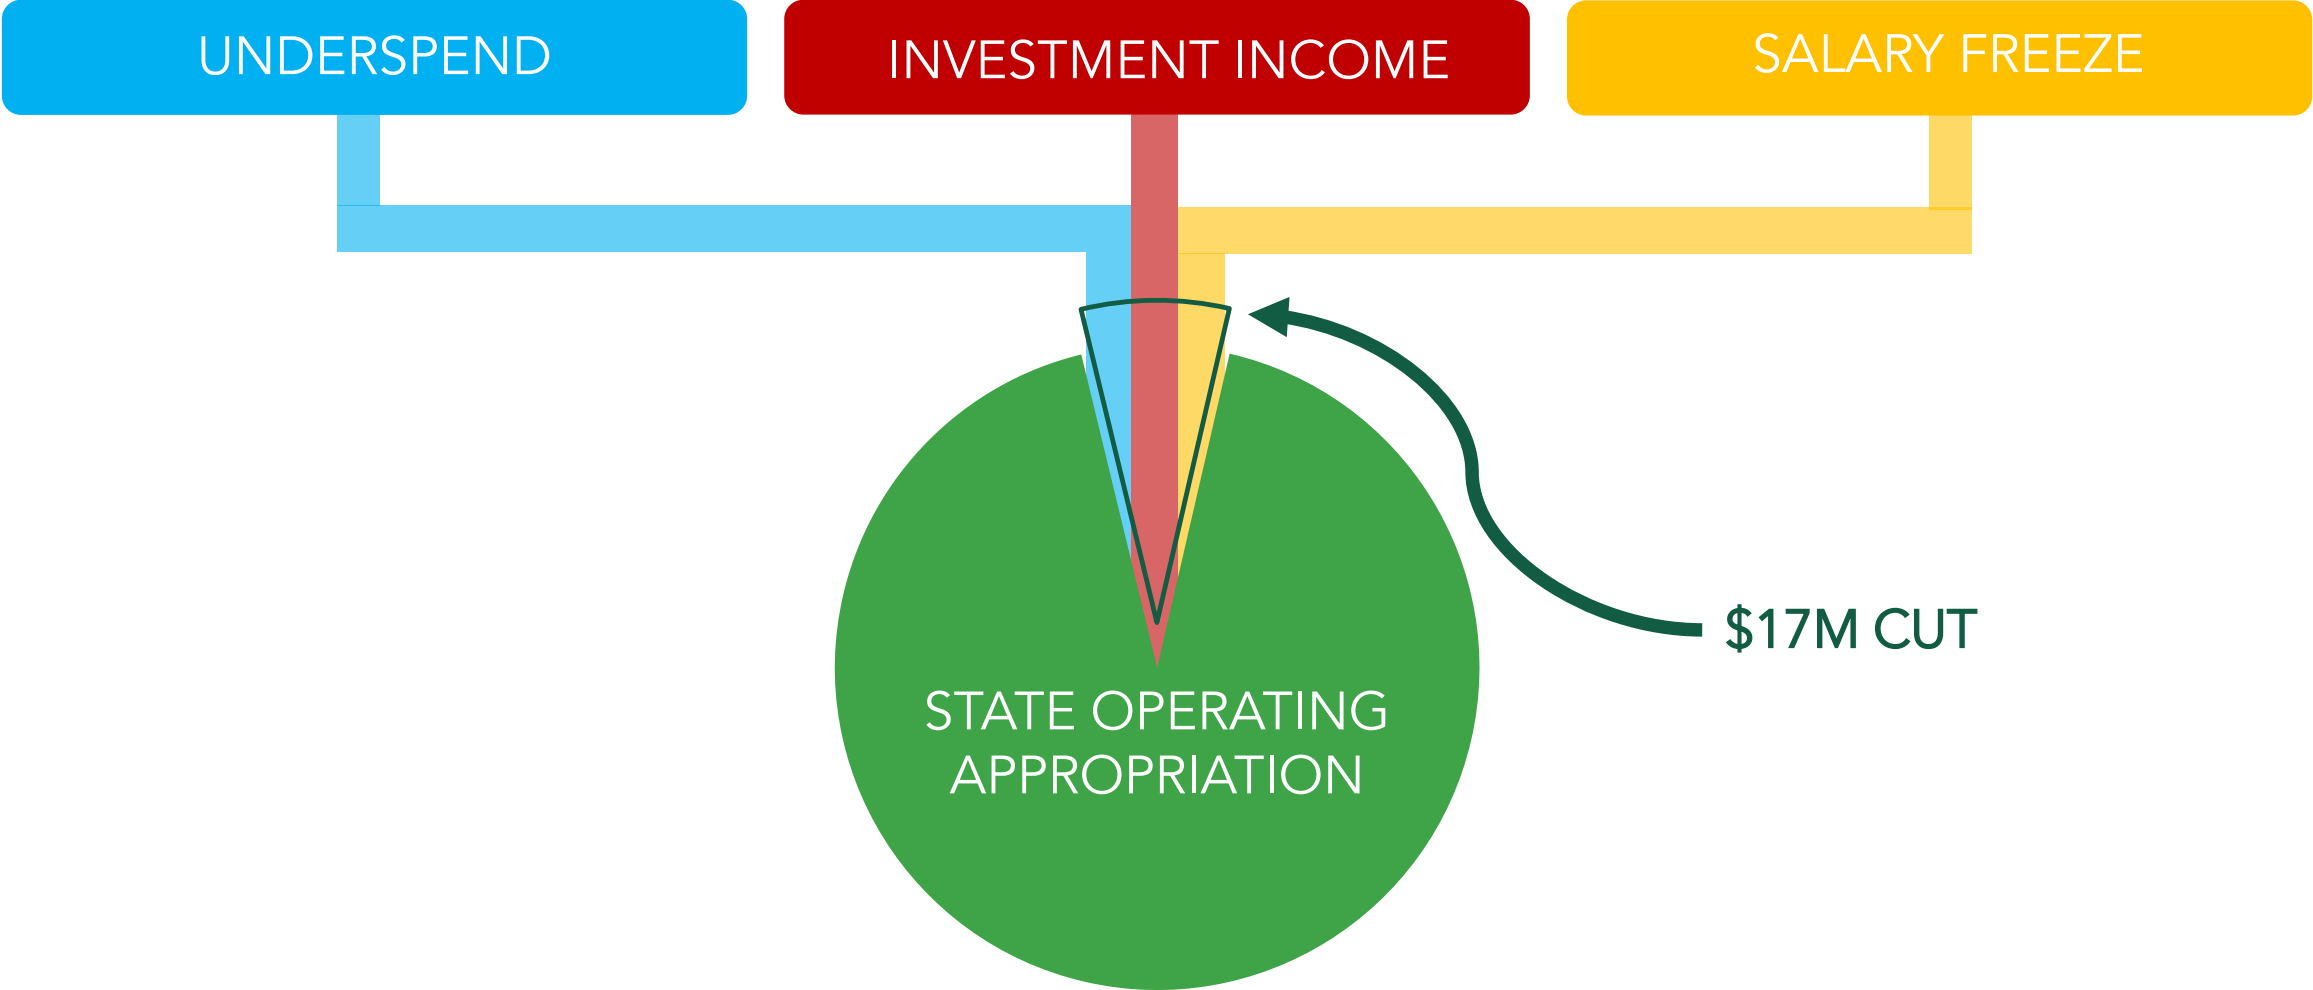 UNDERSPEND
INVESTMENT INCOME
SALARY FREEZE
$17M CUT
STATE OPERATING
APPROPRIATION